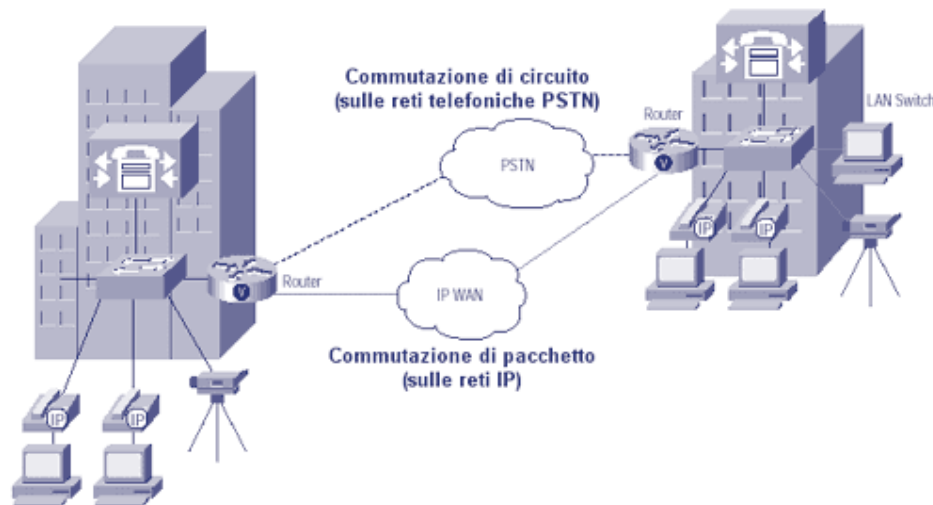 Commutazione di circuito
(sulle reti telefoniche PSTN)
Router
LAN Switch
PSTN
V
IP
IP
V
Router
IP WAN
Commutazione di pacchetto
(sulle reti IP)
IP
IP